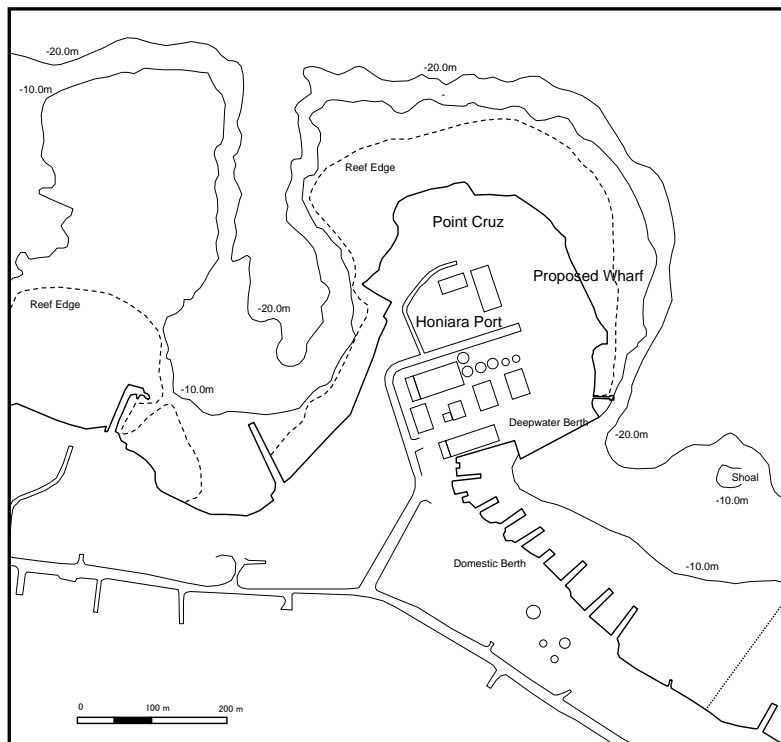 -20.0m
-20.0m
-10.0m
Reef Edge
Point Cruz
Proposed Wharf
Reef Edge
-20.0m
Honiara Port
-10.0m
Deepwater Berth
-20.0m
Shoal
-10.0m
Domestic Berth
-10.0m
0 100 m 200 m